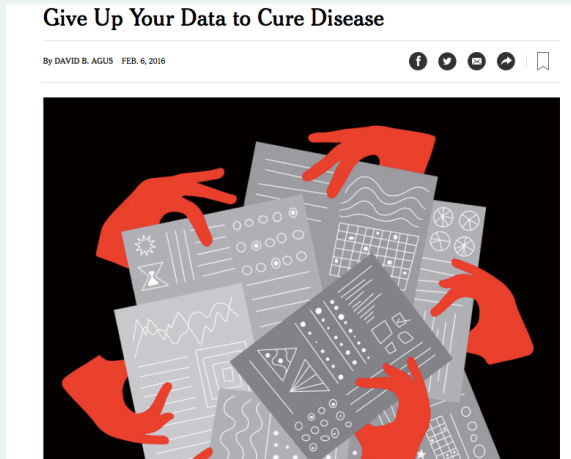 Give Up Your Data to Cure Disease
By DAVID B. AGUS FEB. 6, 2016